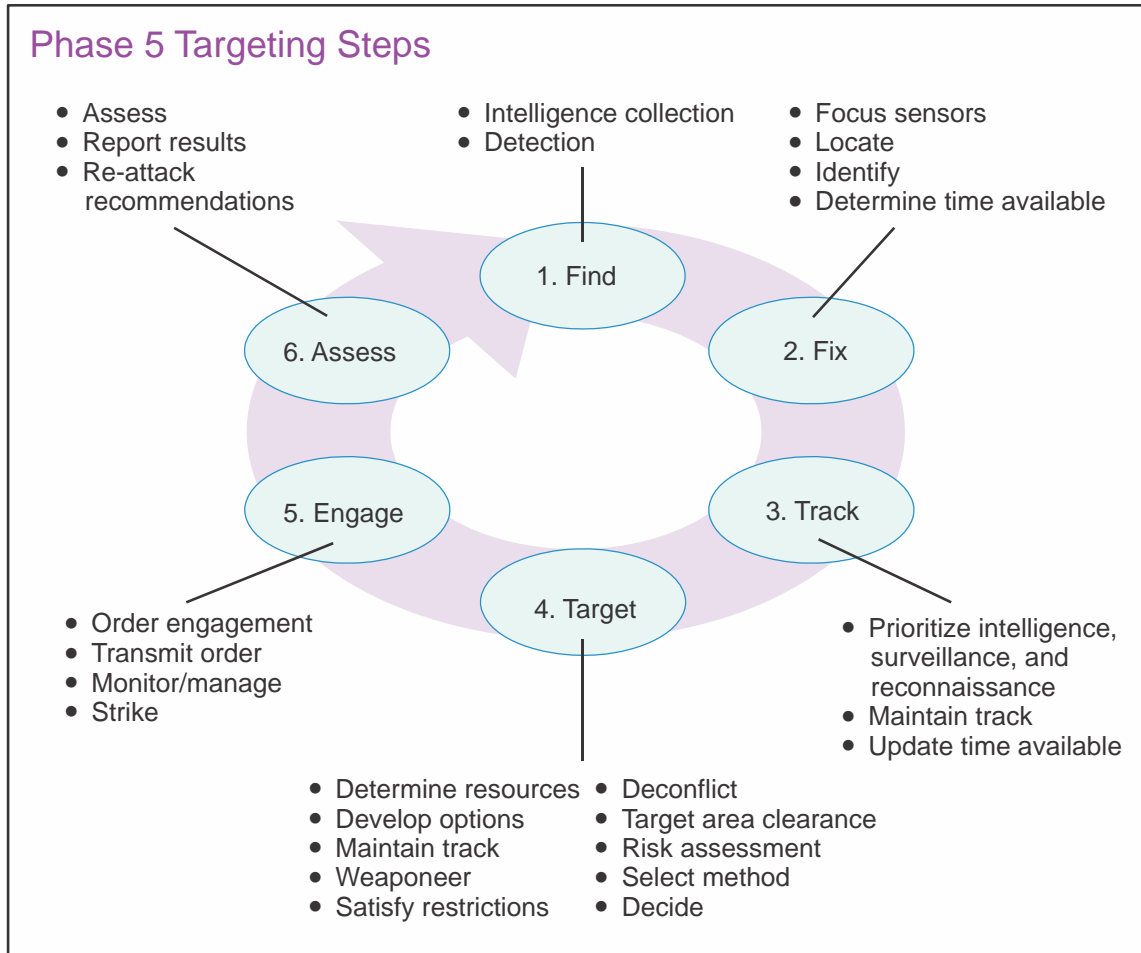 Phase 5 Targeting Steps
• Assess
• Report results
• Re-attack
recommendations
• Intelligence collection
• Detection
• Focus sensors
• Locate
• Identify
• Determine time available
1. Find
2. Fix
3. Track
4. Target
5. Engage
6. Assess
• Prioritize intelligence,
surveillance, and
reconnaissance
• Maintain track
• Update time available
• Determine resources
• Develop options
• Maintain track
• Weaponeer
• Satisfy restrictions
• Deconflict
• Target area clearance
• Risk assessment
• Select method
• Decide
• Order engagement
• Transmit order
• Monitor/manage
• Strike